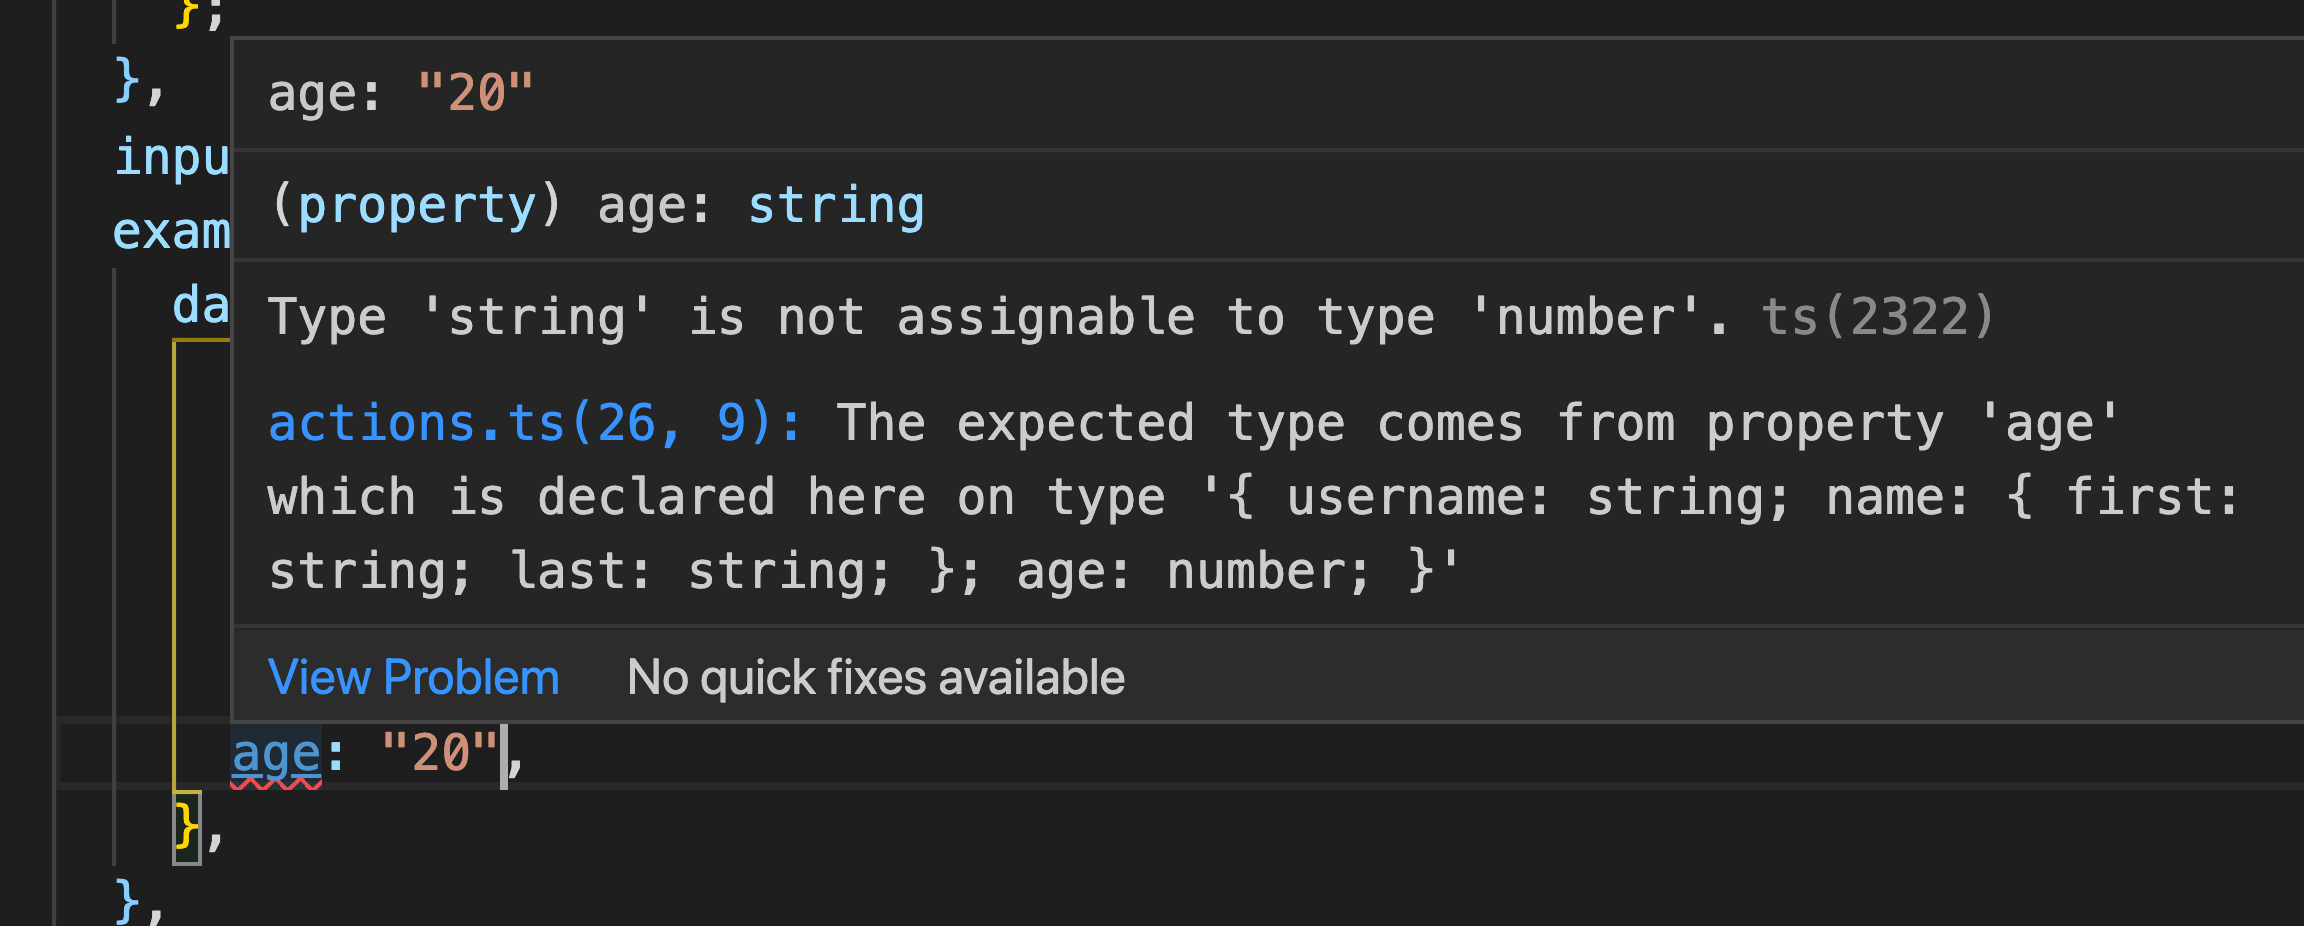 };
},
age: "20"
inpu
(property) age: string
exam
da
Type 'string' is not assignable to type 'number'. ts(2322)
actions.ts(26, 9): The expected type comes from property 'age'
which is declared here on type '{ username: string; name: { first:
string; last: string; }; age: number; }'
View Problem No quick fixes available
age: "20",
},
},